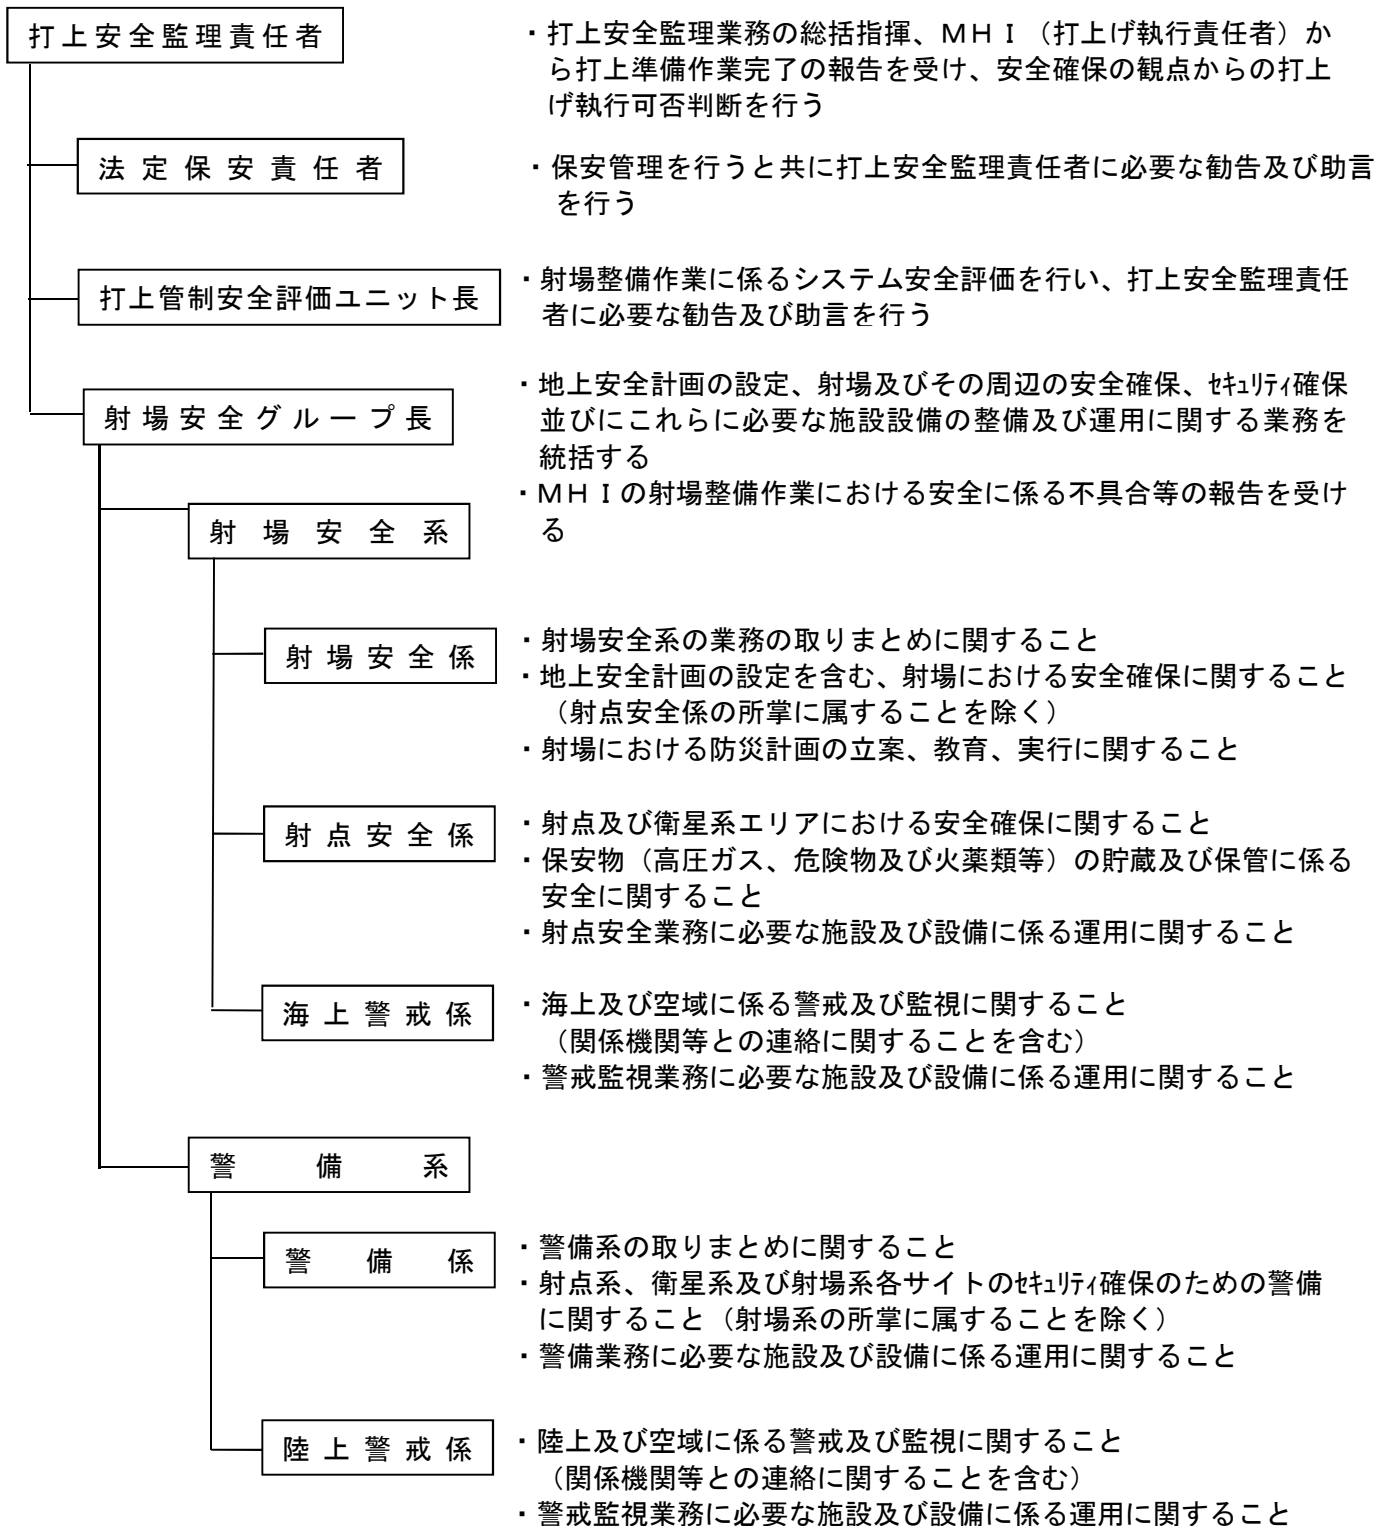 打上安全監理責任者
・打上安全監理業務の総括指揮、ＭＨＩ（打上げ執行責任者）か
ら打上準備作業完了の報告を受け、安全確保の観点からの打上
げ執行可否判断を行う
法定保安責任者
・保安管理を行うと共に打上安全監理責任者に必要な勧告及び助言
を行う
打上管制安全評価ユニット長
・射場整備作業に係るシステム安全評価を行い、打上安全監理責任
者に必要な勧告及び助言を行う
射場安全グループ長
・地上安全計画の設定、射場及びその周辺の安全確保、ｾｷｭﾘﾃｨ確保
並びにこれらに必要な施設設備の整備及び運用に関する業務を
統括する
・ＭＨＩの射場整備作業における安全に係る不具合等の報告を受け
る
射場安全系
射場安全係
・射場安全系の業務の取りまとめに関すること
・地上安全計画の設定を含む、射場における安全確保に関すること
（射点安全係の所掌に属することを除く）
・射場における防災計画の立案、教育、実行に関すること
射点安全係
・射点及び衛星系エリアにおける安全確保に関すること
・保安物（高圧ガス、危険物及び火薬類等）の貯蔵及び保管に係る
安全に関すること
・射点安全業務に必要な施設及び設備に係る運用に関すること
海上警戒係
・海上及び空域に係る警戒及び監視に関すること
（関係機関等との連絡に関することを含む）
・警戒監視業務に必要な施設及び設備に係る運用に関すること
警備系
警備係
・警備系の取りまとめに関すること
・射点系、衛星系及び射場系各サイトのｾｷｭﾘﾃｨ確保のための警備
に関すること（射場系の所掌に属することを除く）
・警備業務に必要な施設及び設備に係る運用に関すること
陸上警戒係
・陸上及び空域に係る警戒及び監視に関すること
（関係機関等との連絡に関することを含む）
・警戒監視業務に必要な施設及び設備に係る運用に関すること